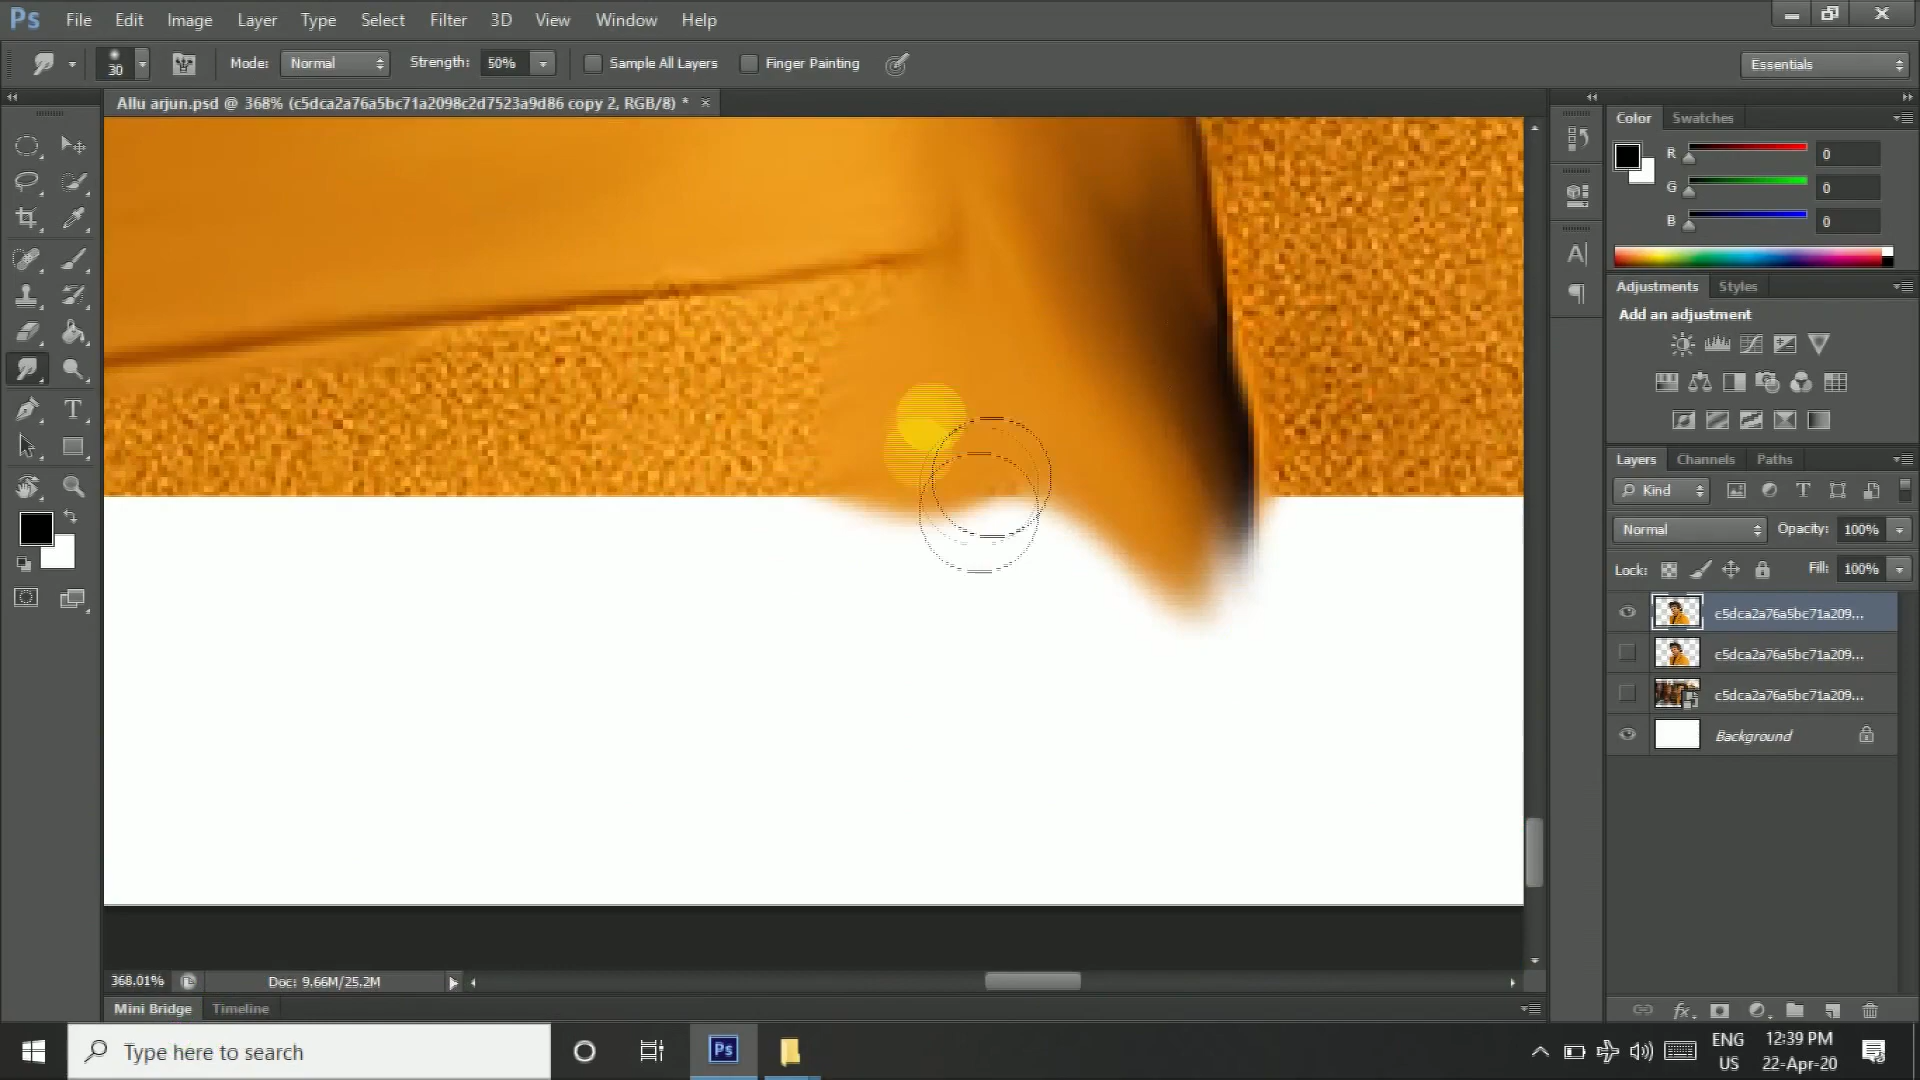 Ps File Edit Image Layer Type Select Filter 3D View Window Help
30 Mode: Normal Strength: 50% Sample All Layers Finger Painting Essentials
Allu arjun.psd @ 368% (c5dca2a76a5bc71a2098c2d7523a9d86 copy 2, RGB/8) * ×
Color Swatches
R 0
G 0
B 0
Adjustments Styles
Add an adjustment
Layers Channels Paths
Kind
Normal Opacity: 100%
Lock: Fill: 100%
c5dca2a76a5bc71a209...
c5dca2a76a5bc71a209...
c5dca2a76a5bc71a209...
Background
368.01% Doc: 9.66M/25.2M
Mini Bridge Timeline
Type here to search
Ps
ENG
US
12:39 PM
22-Apr-20